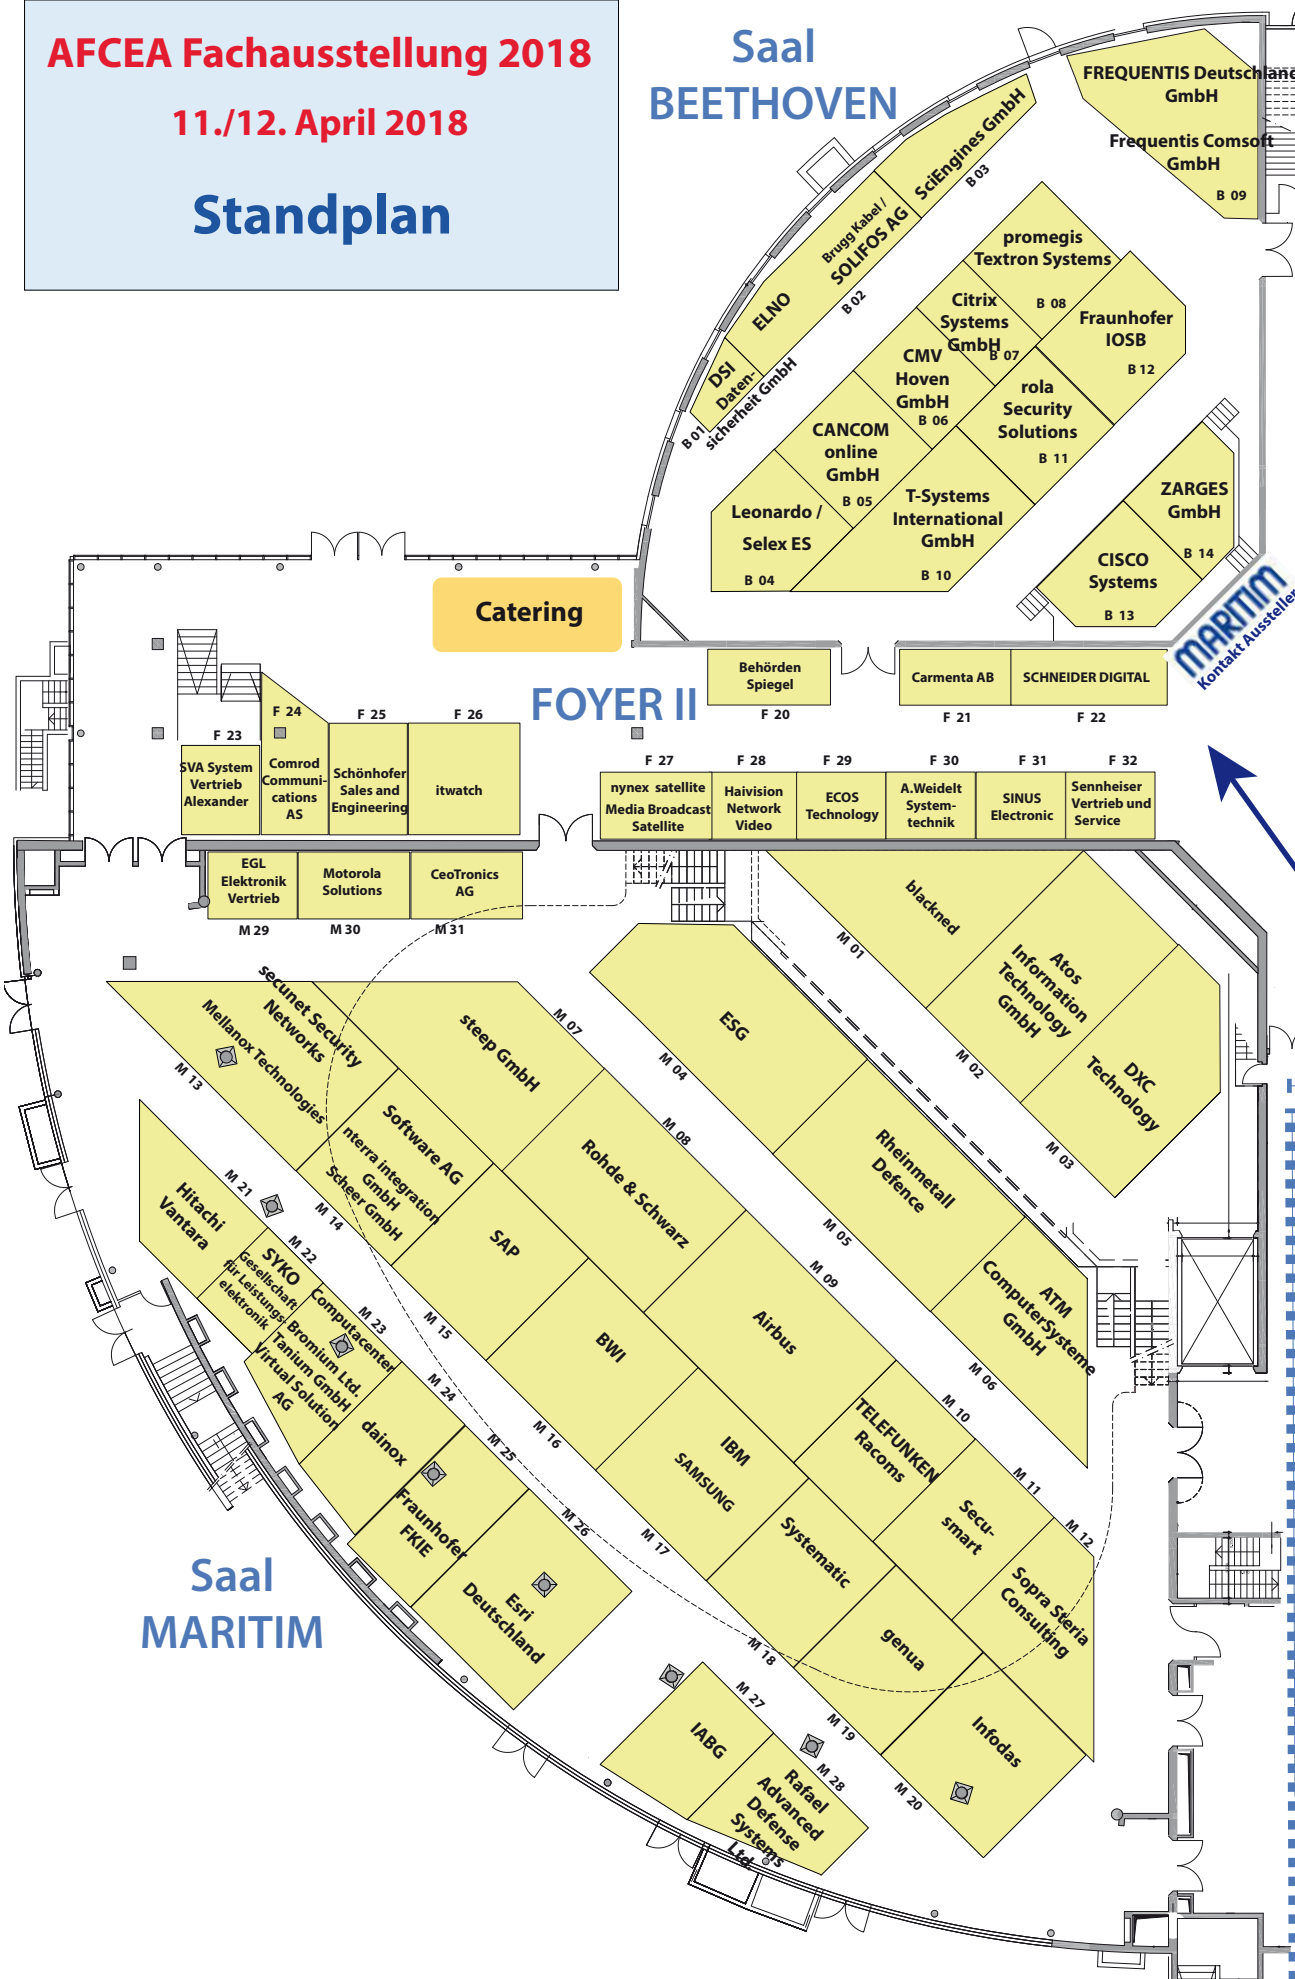 AFCEA Fachausstellung 2018
11./12. April 2018
Standplan
Saal
BEETHOVEN
FREQUENTIS Deutschland
GmbH
Frequentis Comsoft
GmbH
B 09
SciEngines GmbH
B 03
Brugg Kabel /
SOLIFOS AG
ELNO
B 02
DSI
Daten-
sicherheit GmbH
B 01
promegis
Textron Systems
B 08
Citrix
Systems
GmbH
B 07
Fraunhofer
IOSB
B 12
CMV
Hoven
GmbH
B 06
rola
Security
Solutions
B 11
CANCOM
online
GmbH
B 05
Leonardo /
Selex ES
B 04
T-Systems
International
GmbH
B 10
ZARGES
GmbH
B 14
CISCO
Systems
B 13
MARITIM
Kontakt Aussteller
Catering
FOYER II
Behörden
Spiegel
F 20
Carmenta AB
F 21
SCHNEIDER DIGITAL
F 22
F 23
SVA System
Vertrieb
Alexander
F 24
Comrod
Communi-
cations
AS
F 25
Schönhofer
Sales and
Engineering
F 26
itwatch
F 27
nynex satellite
Media Broadcast
Satellite
F 28
Haivision
Network
Video
F 29
ECOS
Technology
F 30
A.Weidelt
System-
technik
F 31
SINUS
Electronic
F 32
Sennheiser
Vertrieb und
Service
EGL
Elektronik
Vertrieb
M 29
Motorola
Solutions
M 30
CeoTronics
AG
M 31
blackned
M 01
Atos
Information
Technology
GmbH
M 02
DXC
Technology
M 03
ESG
M 04
Rheinmetall
Defence
M 05
ATM
ComputerSysteme
GmbH
M 06
steep GmbH
M 07
Rohde & Schwarz
M 08
Airbus
M 09
TELEFUNKEN
Racoms
M 10
Secu-
smart
M 11
Sopra Steria
Consulting
M 12
secunet Security
Networks
Mellanox Technologies
M 13
Software AG
nterra integration
GmbH
Scheer GmbH
M 14
SAP
M 15
BWI
M 16
IBM
SAMSUNG
M 17
Systematic
M 18
genua
M 19
Infodas
M 20
Hitachi
Vantara
M 21
SYKO
Gesellschaft
für Leistungs-
elektronik
M 22
Computacenter
Bromium Ltd.
Tanium GmbH
Virtual Solution
AG
M 23
dainox
M 24
Fraunhofer
FKIE
M 25
Esri
Deutschland
M 26
IABG
M 27
Rafael
Advanced
Defense
Systems
Ltd.
M 28
Saal
MARITIM